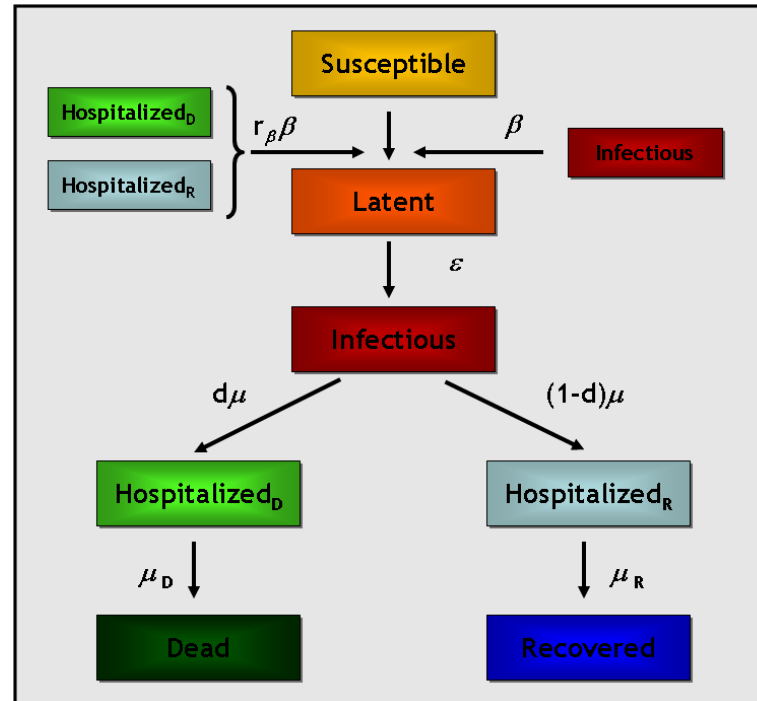 Susceptible
Hospitalized_D
r_β β
β
Infectious
Hospitalized_R
Latent
ε
Infectious
dμ
(1-d)μ
Hospitalized_D
Hospitalized_R
μ_D
μ_R
Dead
Recovered